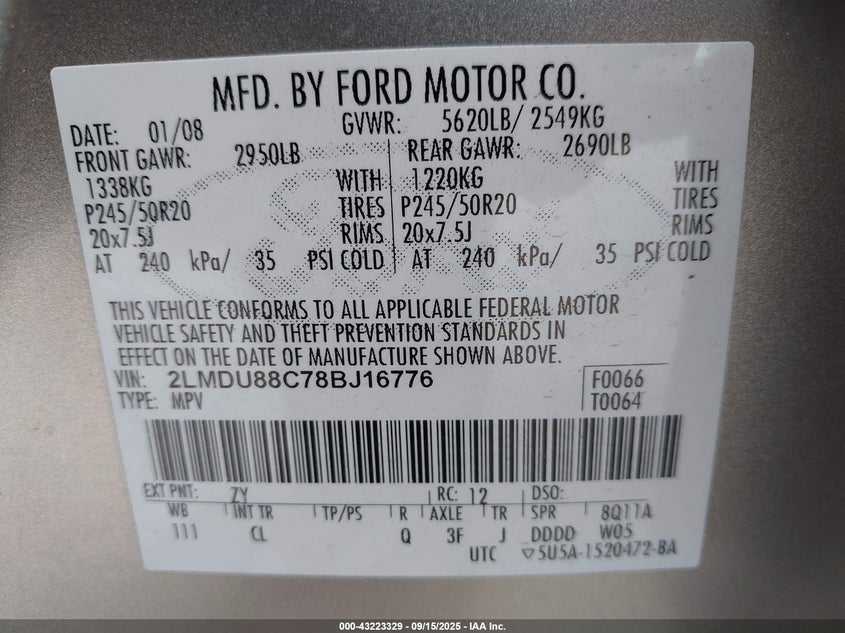 MFD. BY FORD MOTOR CO.
DATE: 01/08 GVWR: 5620LB/ 2549KG
FRONT GAWR: 2950LB REAR GAWR: 2690LB
1338KG WITH 1220KG WITH
P245/50R20 TIRES P245/50R20 TIRES
20x7.5J RIMS 20x7.5J RIMS
AT 240 kPa/ 35 PSI COLD AT 240 kPa/ 35 PSI COLD
THIS VEHICLE CONFORMS TO ALL APPLICABLE FEDERAL MOTOR
VEHICLE SAFETY AND THEFT PREVENTION STANDARDS IN
EFFECT ON THE DATE OF MANUFACTURE SHOWN ABOVE.
VIN: 2LMDU88C78BJ16776 F0066
TYPE: MPV T0064
EXT PNT: ZY RC: 12 DSO:
WB INT TR TP/PS R AXLE TR SPR 8Q11A
111 CL Q 3F J DDDD W05
UTC ▽5U5A-1520472-BA
000-43223329 - 09/15/2025 - IAA Inc.